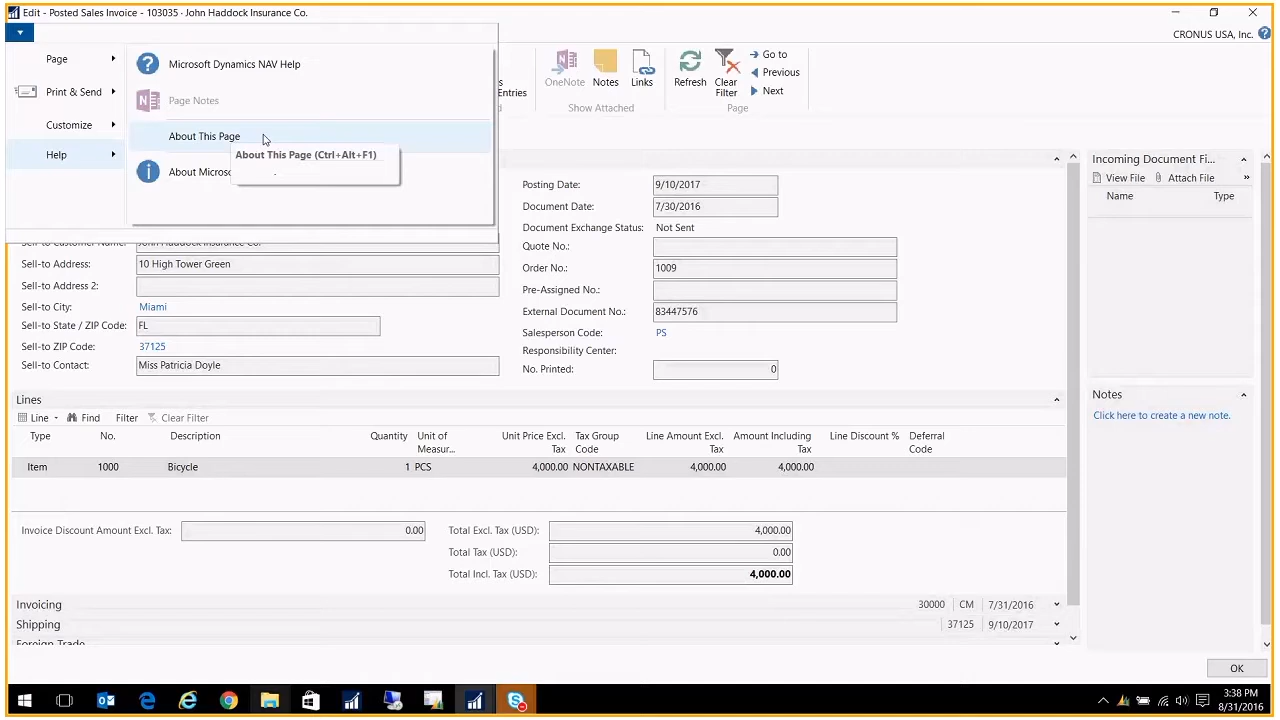 Edit - Posted Sales Invoice - 103035 · John Haddock Insurance Co.
CRONUS USA, Inc.
Page
Print & Send
Customize
Help
Microsoft Dynamics NAV Help
Page Notes
About This Page
About This Page (Ctrl+Alt+F1)
About
Entries
OneNote
Notes
Links
Show Attached
Refresh
Clear Filter
Go to
Previous
Next
Page
Sell-to Customer Name: John Haddock Insurance Co.
Sell-to Address: 10 High Tower Green
Sell-to Address 2:
Sell-to City: Miami
Sell-to State / ZIP Code: FL
Sell-to ZIP Code: 37125
Sell-to Contact: Miss Patricia Doyle
Posting Date: 9/10/2017
Document Date: 7/30/2016
Document Exchange Status: Not Sent
Quote No.:
Order No.: 1009
Pre-Assigned No.:
External Document No.: 83447576
Salesperson Code: PS
Responsibility Center:
No. Printed: 0
Incoming Document Fi...
View File Attach File »
Name Type
Notes
Click here to create a new note.
Lines
Line Find Filter Clear Filter
Type No. Description Quantity Unit of Measur... Unit Price Excl. Tax Tax Group Code Line Amount Excl. Tax Amount Including Tax Line Discount % Deferral Code
Item 1000 Bicycle 1 PCS 4,000.00 NONTAXABLE 4,000.00 4,000.00
Invoice Discount Amount Excl. Tax: 0.00
Total Excl. Tax (USD): 4,000.00
Total Tax (USD): 0.00
Total Incl. Tax (USD): 4,000.00
Invoicing 30000 CM 7/31/2016
Shipping 37125 9/10/2017
Foreign Trade
OK
3:38 PM
8/31/2016